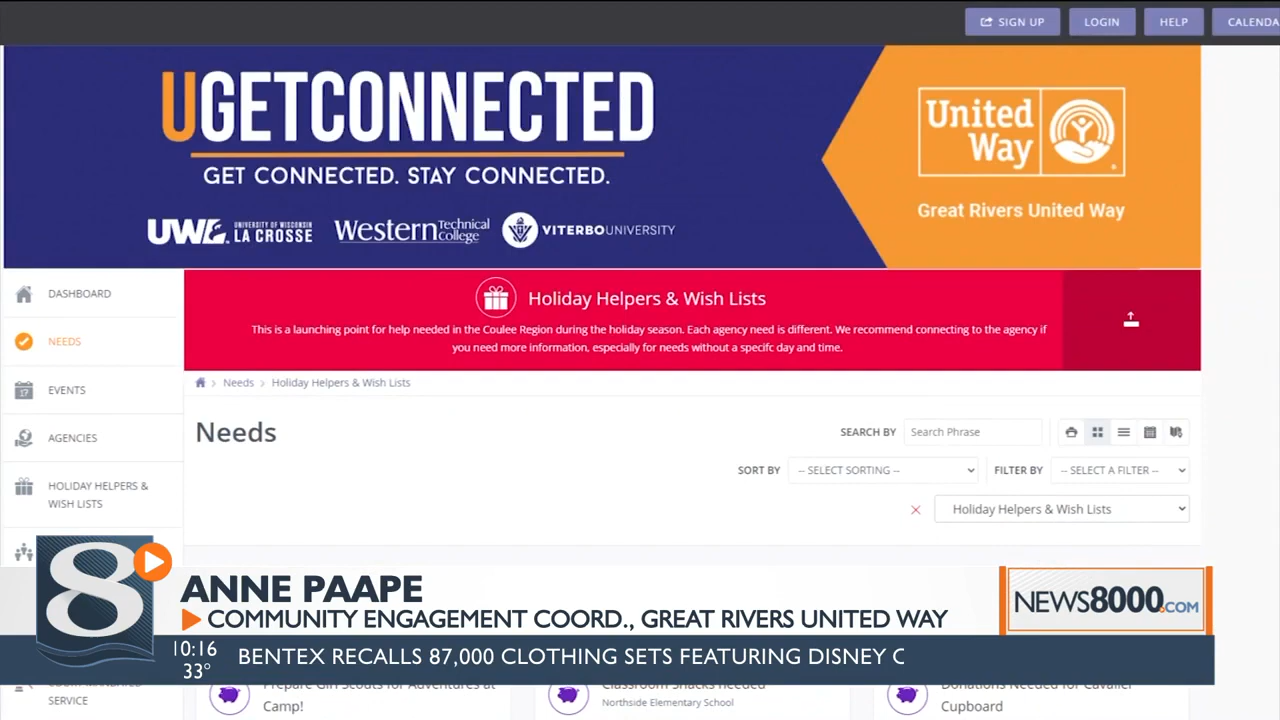 SIGN UP
LOGIN
HELP
CALENDA
UGETCONNECTED
GET CONNECTED. STAY CONNECTED.
UWL UNIVERSITY OF WISCONSIN LA CROSSE
Western Technical College
VITERBO UNIVERSITY
United Way
Great Rivers United Way
DASHBOARD
NEEDS
EVENTS
AGENCIES
HOLIDAY HELPERS &
WISH LISTS
Holiday Helpers & Wish Lists
This is a launching point for help needed in the Coulee Region during the holiday season. Each agency need is different. We recommend connecting to the agency if
you need more information, especially for needs without a specifc day and time.
Needs > Holiday Helpers & Wish Lists
Needs
SEARCH BY Search Phrase
SORT BY -- SELECT SORTING -- FILTER BY -- SELECT A FILTER --
Holiday Helpers & Wish Lists
8
ANNE PAAPE
COMMUNITY ENGAGEMENT COORD., GREAT RIVERS UNITED WAY
NEWS8000.COM
10:16
33°
BENTEX RECALLS 87,000 CLOTHING SETS FEATURING DISNEY C
SERVICE
Prepare Girl Scouts for Adventures at
Camp!
Classroom Snacks needed
Northside Elementary School
Donations Needed for Cavalier
Cupboard